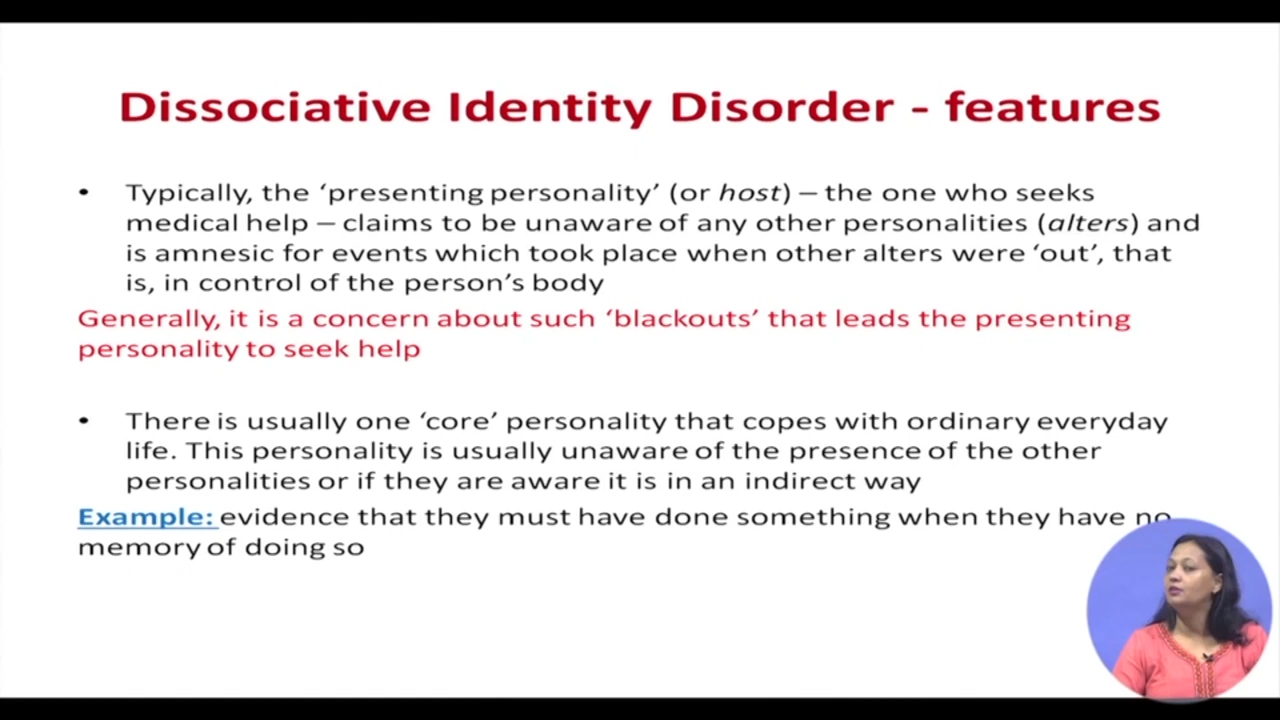 Dissociative Identity Disorder - features
• Typically, the ‘presenting personality’ (or host) – the one who seeks
medical help – claims to be unaware of any other personalities (alters) and
is amnesic for events which took place when other alters were ‘out’, that
is, in control of the person’s body
Generally, it is a concern about such ‘blackouts’ that leads the presenting
personality to seek help
• There is usually one ‘core’ personality that copes with ordinary everyday
life. This personality is usually unaware of the presence of the other
personalities or if they are aware it is in an indirect way
Example: evidence that they must have done something when they have no
memory of doing so